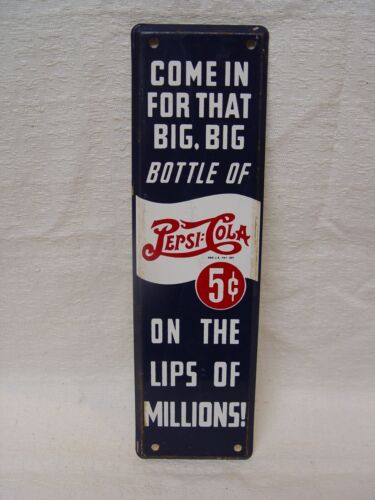 COME IN
FOR THAT
BIG, BIG
BOTTLE OF
PEPSI:COLA
5¢
ON THE
LIPS OF
MILLIONS!